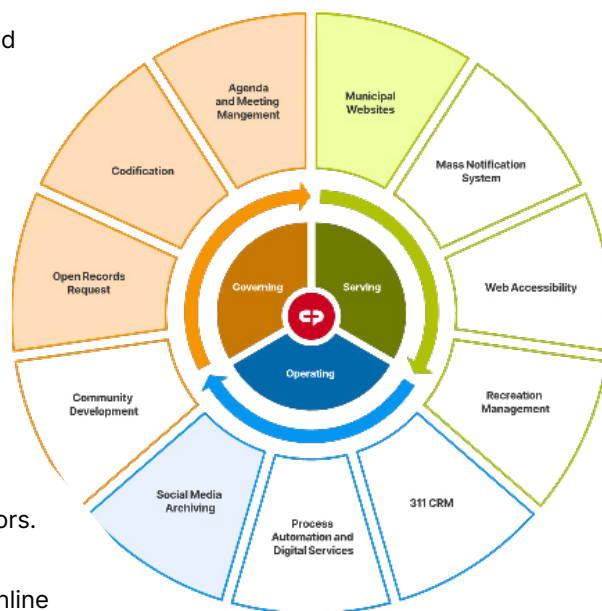 d
Agenda
and Meeting
Mangement
Municipal
Websites
Mass Notification
System
Codification
Open Records
Request
Web Accessibility
Governing
Serving
Operating
Community
Development
Recreation
Management
Social Media
Archiving
Process
Automation and
Digital Services
311 CRM
ors.
nline